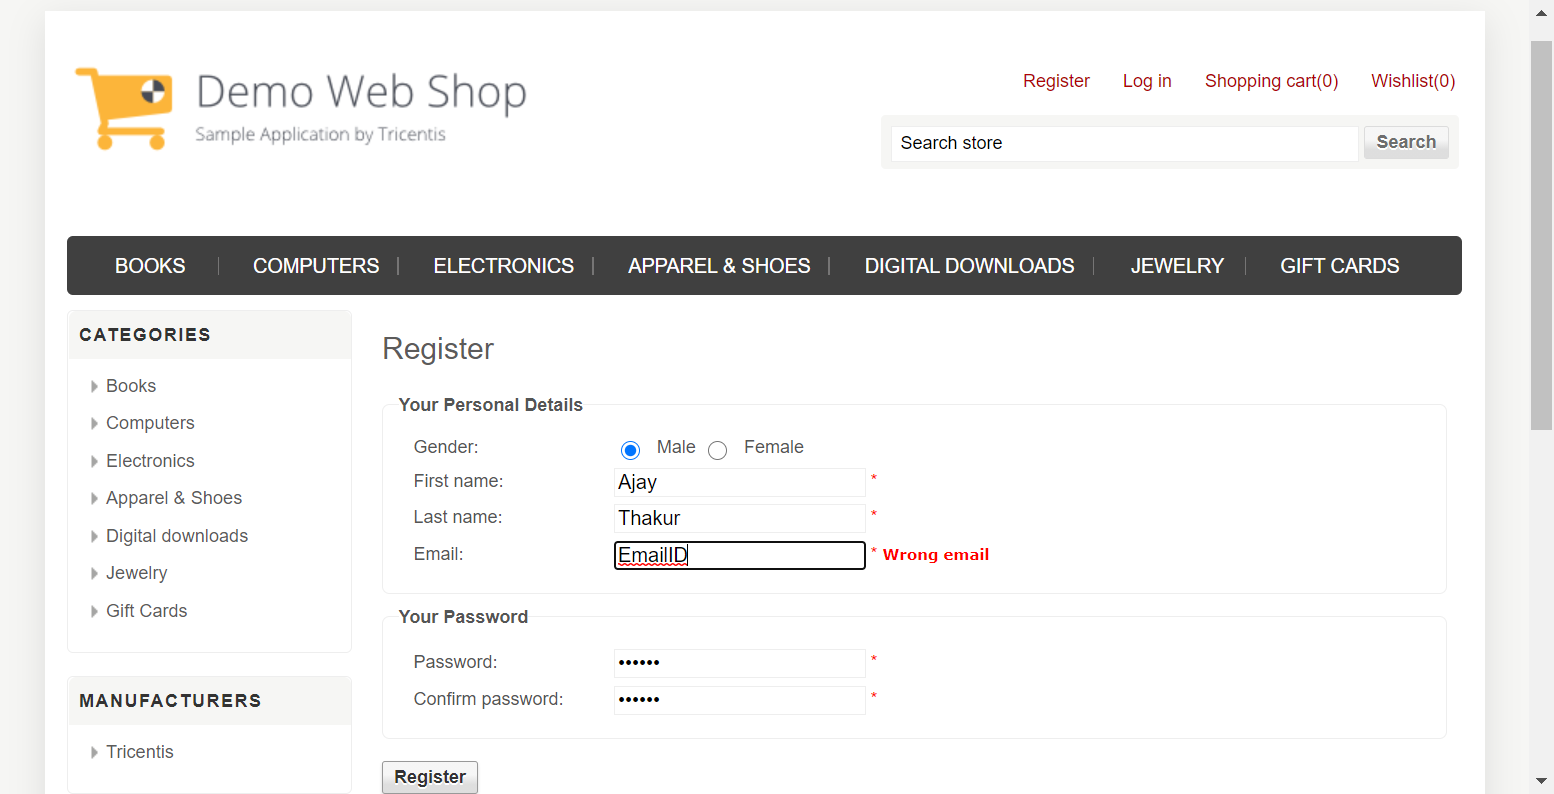 Demo Web Shop
Sample Application by Tricentis
Register Log in Shopping cart(0) Wishlist(0)
Search store Search
BOOKS COMPUTERS ELECTRONICS APPAREL & SHOES DIGITAL DOWNLOADS JEWELRY GIFT CARDS
CATEGORIES
Books
Computers
Electronics
Apparel & Shoes
Digital downloads
Jewelry
Gift Cards
MANUFACTURERS
Tricentis
Register
Your Personal Details
Gender: Male Female
First name: Ajay *
Last name: Thakur *
Email: EmailID * Wrong email
Your Password
Password: •••••• *
Confirm password: •••••• *
Register